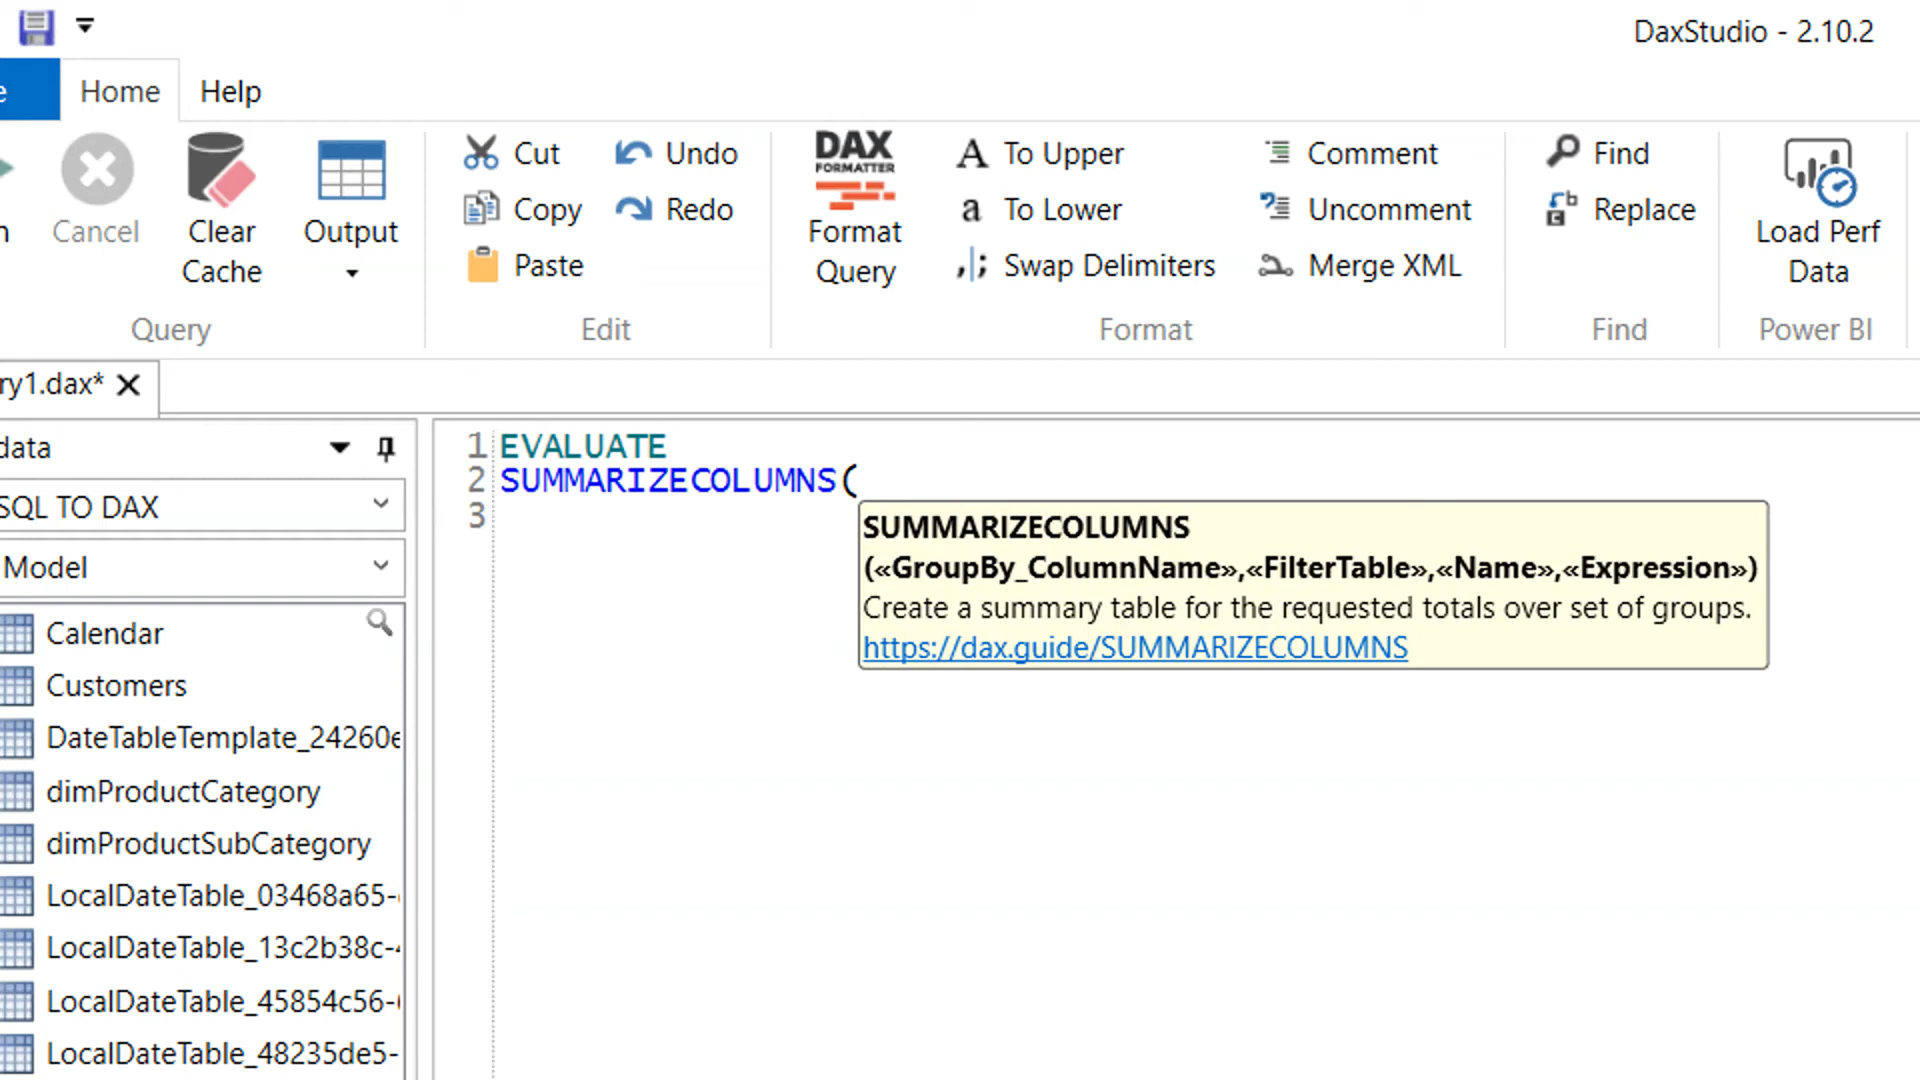 DaxStudio - 2.10.2
Home Help
Cancel
Clear Cache
Output
Query
Cut
Copy
Paste
Undo
Redo
Edit
DAX
FORMATTER
Format Query
To Upper
To Lower
Swap Delimiters
Comment
Uncomment
Merge XML
Format
Find
Replace
Find
Load Perf Data
Power BI
ry1.dax*
data
SQL TO DAX
Model
Calendar
Customers
DateTableTemplate_24260e
dimProductCategory
dimProductSubCategory
LocalDateTable_03468a65-
LocalDateTable_13c2b38c-4
LocalDateTable_45854c56-
LocalDateTable_48235de5-
1 EVALUATE
2 SUMMARIZECOLUMNS(
3
SUMMARIZECOLUMNS
(«GroupBy_ColumnName»,«FilterTable»,«Name»,«Expression»)
Create a summary table for the requested totals over set of groups.
https://dax.guide/SUMMARIZECOLUMNS